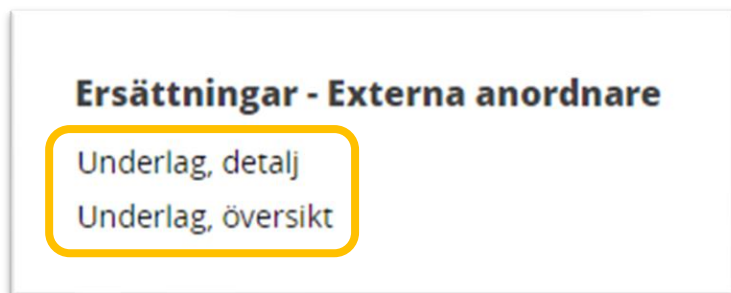 Ersättningar - Externa anordnare
Underlag, detalj
Underlag, översikt